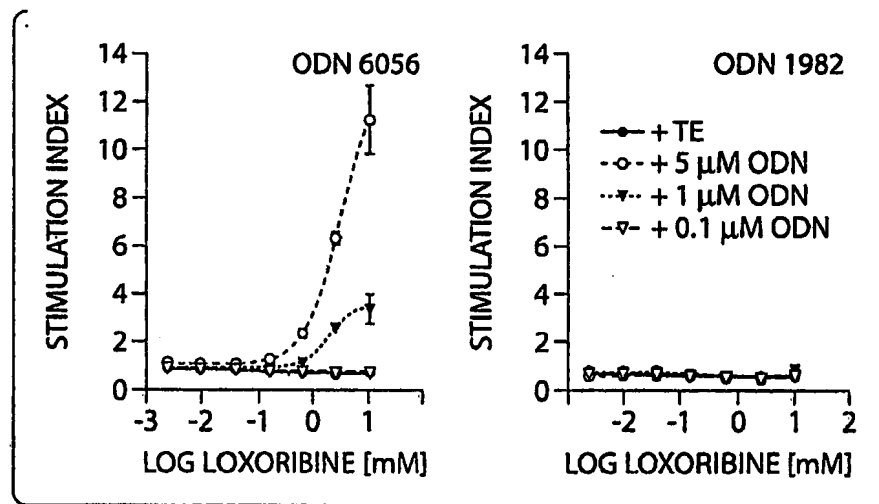 ODN 6056
14
12
10
8
6
4
2
0
STIMULATION INDEX
-3 -2 -1 0 1
LOG LOXORIBINE [mM]
ODN 1982
14
12
10
8
6
4
2
0
STIMULATION INDEX
+ TE
+ 5 µM ODN
+ 1 µM ODN
+ 0.1 µM ODN
-2 -1 0 1 2
LOG LOXORIBINE [mM]